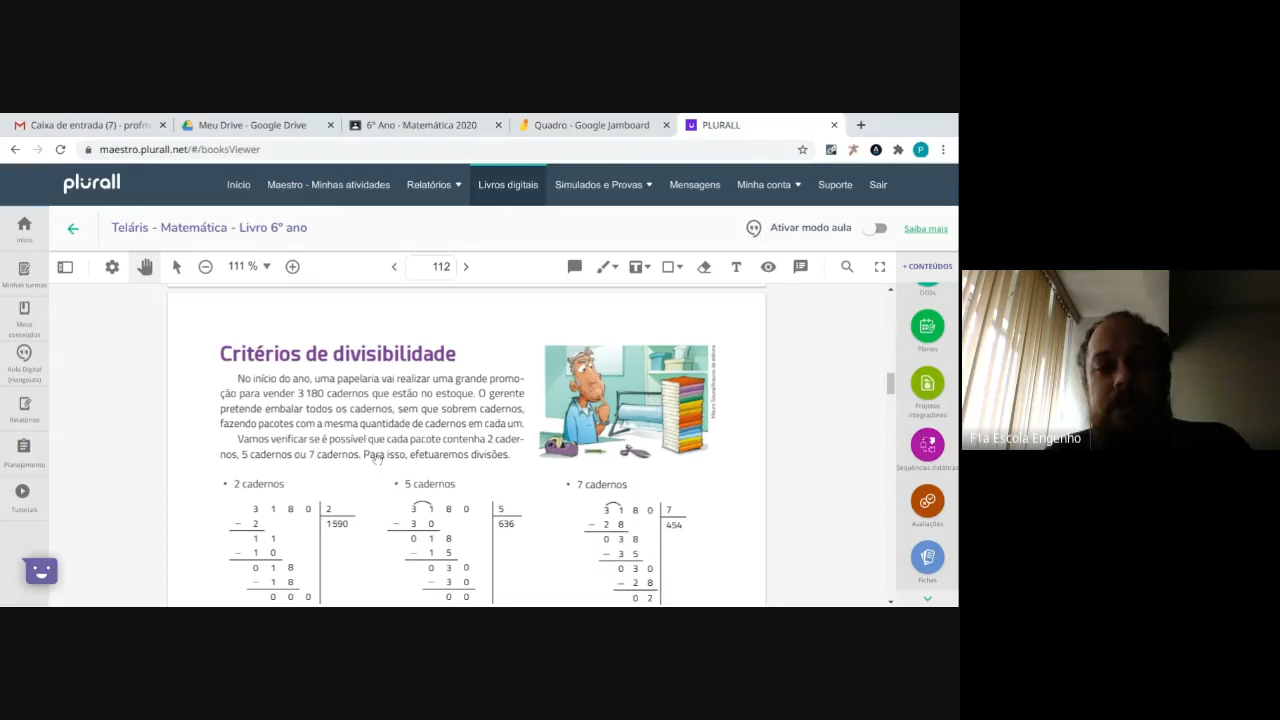 Caixa de entrada (7) - profm
Meu Drive - Google Drive
6° Ano - Matemática 2020
Quadro - Google Jamboard
PLURALL
maestro.plurall.net/#/booksViewer
P
plurall
Início
Maestro - Minhas atividades
Relatórios
Livros digitais
Simulados e Provas
Mensagens
Minha conta
Suporte
Sair
Início
Teláris - Matemática - Livro 6º ano
Ativar modo aula
Saiba mais
111 %
112
+ CONTEÚDOS
Minhas turmas
Meus
conteúdos
Aula Digital
(Hangouts)
Relatórios
Planejamento
Tutoriais
OEDs
Planos
Projetos
Integradores
Sequências didáticas
Avaliações
Fichas
Critérios de divisibilidade
No início do ano, uma papelaria vai realizar uma grande promo-
ção para vender 3 180 cadernos que estão no estoque. O gerente
pretende embalar todos os cadernos, sem que sobrem cadernos,
fazendo pacotes com a mesma quantidade de cadernos em cada um.
Vamos verificar se é possível que cada pacote contenha 2 cader-
nos, 5 cadernos ou 7 cadernos. Para isso, efetuaremos divisões.
• 2 cadernos
3 1 8 0 2
– 2 1590
1 1
– 1 0
0 1 8
– 1 8
0 0 0
• 5 cadernos
3 1 8 0 5
– 3 0 636
0 1 8
– 1 5
0 3 0
– 3 0
0 0
• 7 cadernos
3 1 8 0 7
– 2 8 454
0 3 8
– 3 5
0 3 0
– 2 8
0 2
F1a Escola Engenho